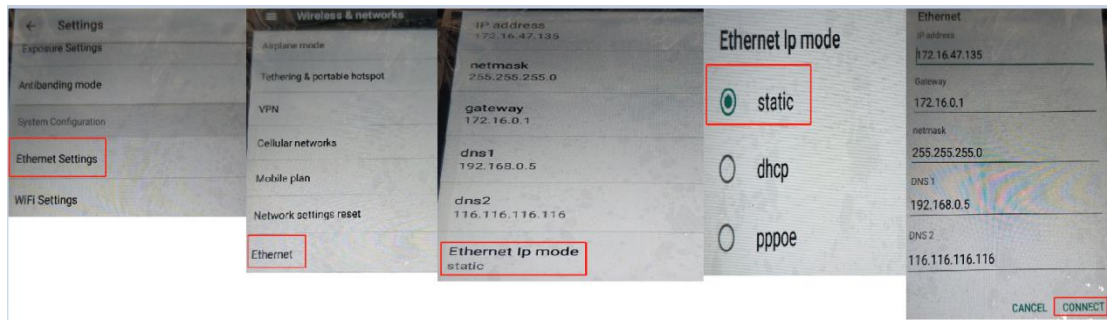 Settings
Exposure Settings
Antibanding mode
System Configuration
Ethernet Settings
WiFi Settings
Wireless & networks
Airplane mode
Tethering & portable hotspot
VPN
Cellular networks
Mobile plan
Network settings reset
Ethernet
IP address
172.16.47.135
netmask
255.255.255.0
gateway
172.16.0.1
dns1
192.168.0.5
dns2
116.116.116.116
Ethernet Ip mode
static
Ethernet Ip mode
static
dhcp
pppoe
Ethernet
IP address
172.16.47.135
Gateway
172.16.0.1
netmask
255.255.255.0
DNS 1
192.168.0.5
DNS 2
116.116.116.116
CANCEL CONNECT